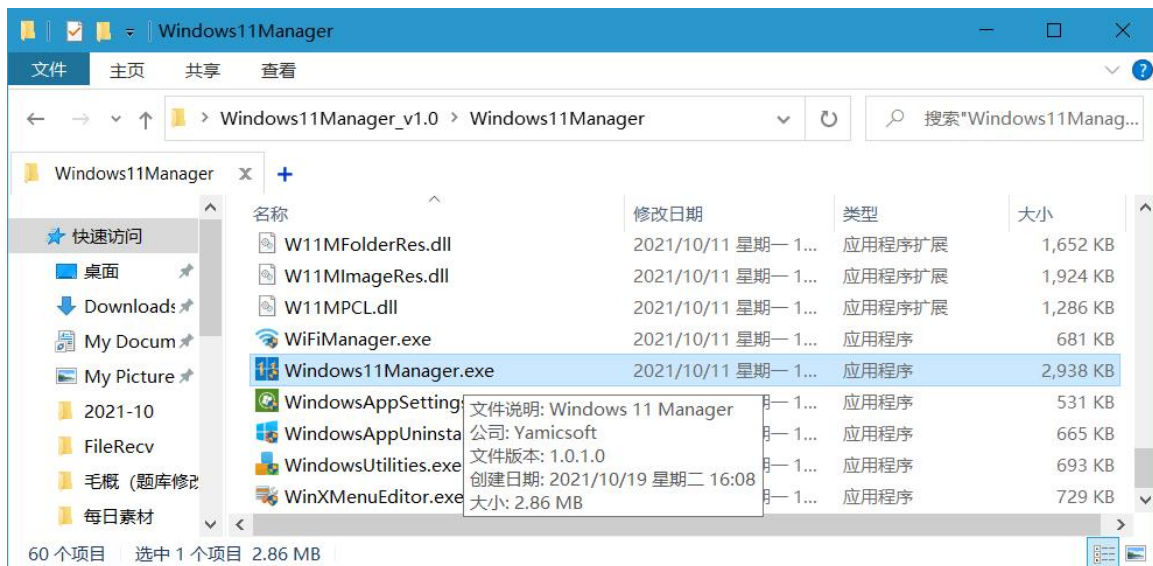 Windows11Manager
文件 主页 共享 查看
Windows11Manager_v1.0 > Windows11Manager 搜索"Windows11Manag...
Windows11Manager
名称 修改日期 类型 大小
快速访问
桌面
Downloads
My Docum
My Picture
2021-10
FileRecv
毛概 (题库修改
每日素材
W11MFolderRes.dll 2021/10/11 星期一 1... 应用程序扩展 1,652 KB
W11MImageRes.dll 2021/10/11 星期一 1... 应用程序扩展 1,924 KB
W11MPCL.dll 2021/10/11 星期一 1... 应用程序扩展 1,286 KB
WiFiManager.exe 2021/10/11 星期一 1... 应用程序 681 KB
Windows11Manager.exe 2021/10/11 星期一 1... 应用程序 2,938 KB
WindowsAppSettings 1... 应用程序 531 KB
WindowsAppUninsta 1... 应用程序 665 KB
WindowsUtilities.exe 1... 应用程序 693 KB
WinXMenuEditor.exe 1... 应用程序 729 KB
文件说明: Windows 11 Manager
公司: Yamicsoft
文件版本: 1.0.1.0
创建日期: 2021/10/19 星期二 16:08
大小: 2.86 MB
60 个项目 选中 1 个项目 2.86 MB